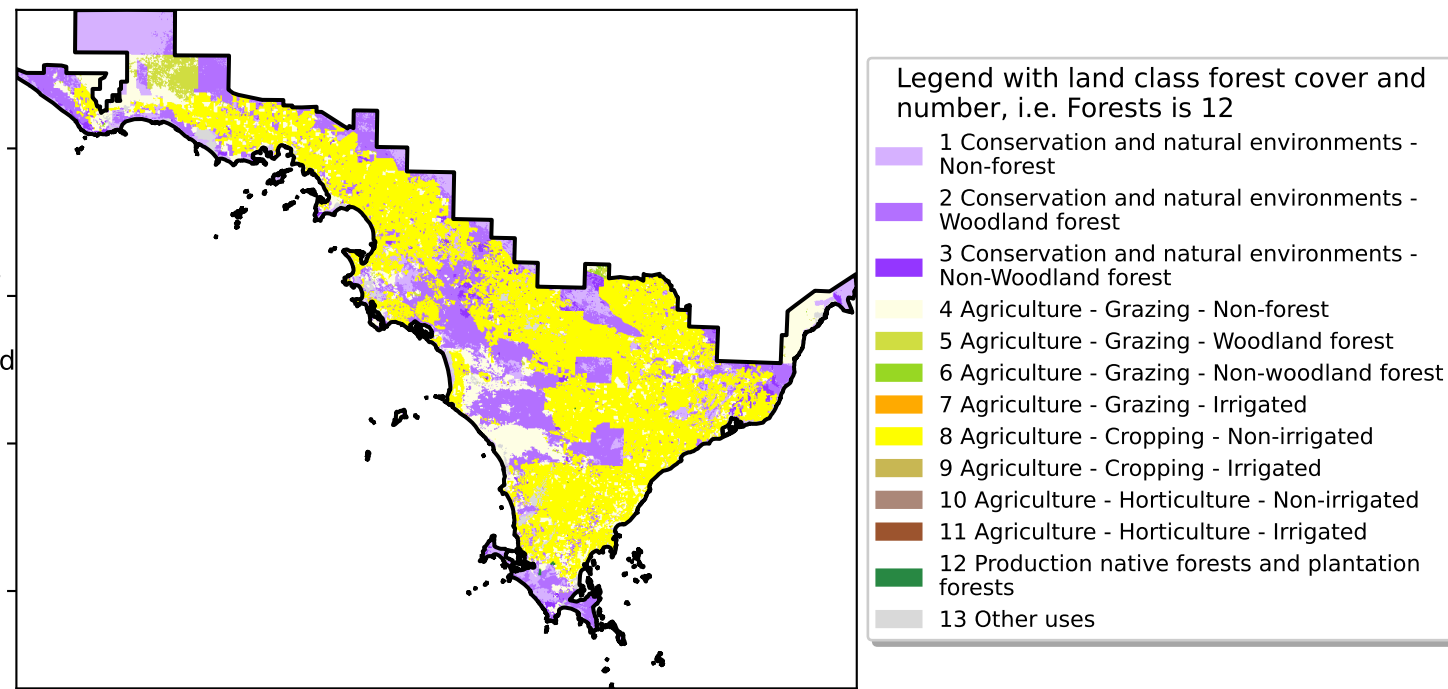 d
Legend with land class forest cover and
number, i.e. Forests is 12
1 Conservation and natural environments -
Non-forest
2 Conservation and natural environments -
Woodland forest
3 Conservation and natural environments -
Non-Woodland forest
4 Agriculture - Grazing - Non-forest
5 Agriculture - Grazing - Woodland forest
6 Agriculture - Grazing - Non-woodland forest
7 Agriculture - Grazing - Irrigated
8 Agriculture - Cropping - Non-irrigated
9 Agriculture - Cropping - Irrigated
10 Agriculture - Horticulture - Non-irrigated
11 Agriculture - Horticulture - Irrigated
12 Production native forests and plantation
forests
13 Other uses